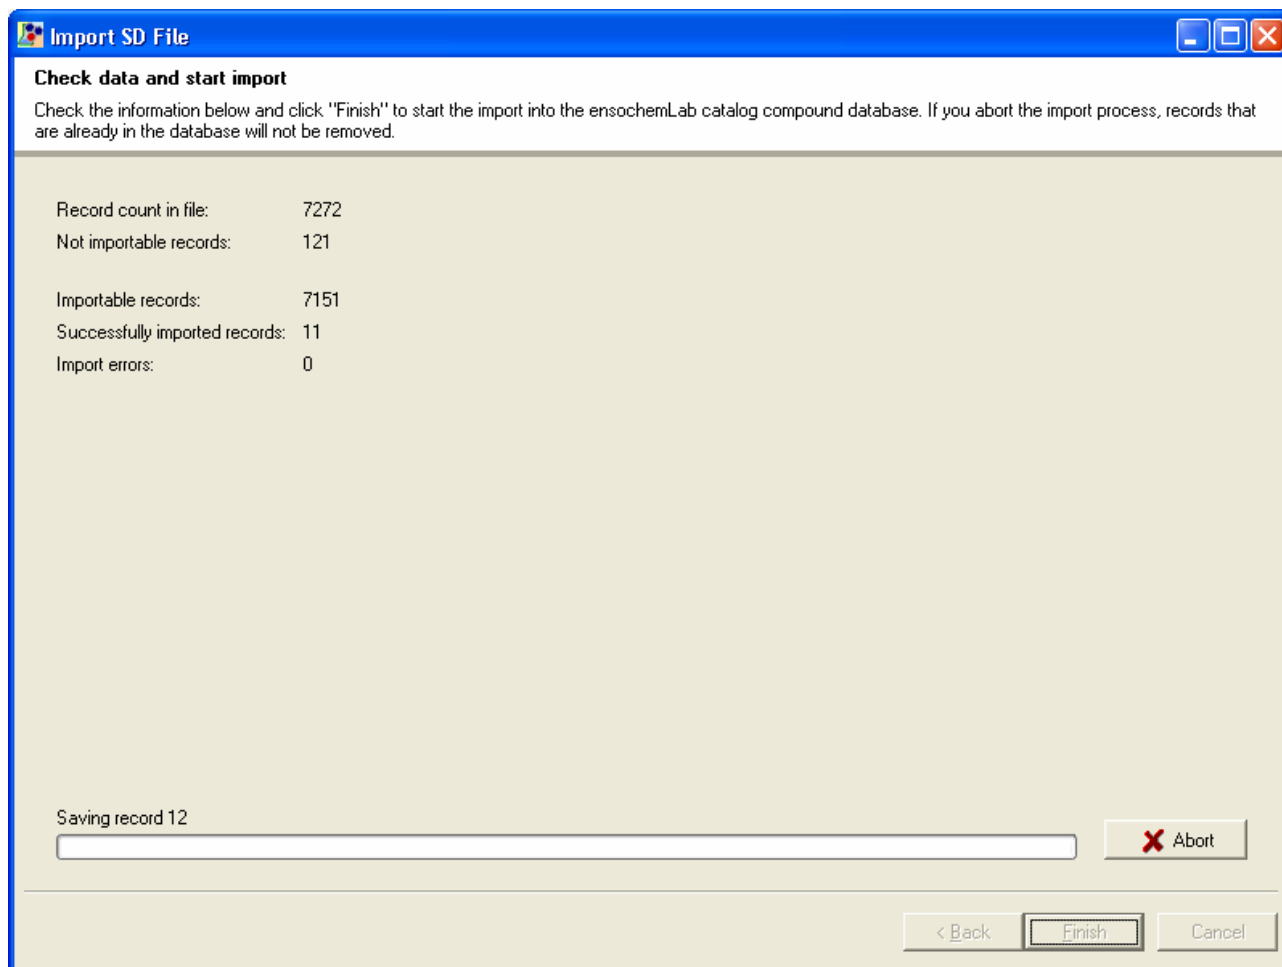 Import SD File
Check data and start import
Check the information below and click "Finish" to start the import into the ensochemLab catalog compound database. If you abort the import process, records that
are already in the database will not be removed.
Record count in file: 7272
Not importable records: 121
Importable records: 7151
Successfully imported records: 11
Import errors: 0
Saving record 12
Abort
< Back Finish Cancel